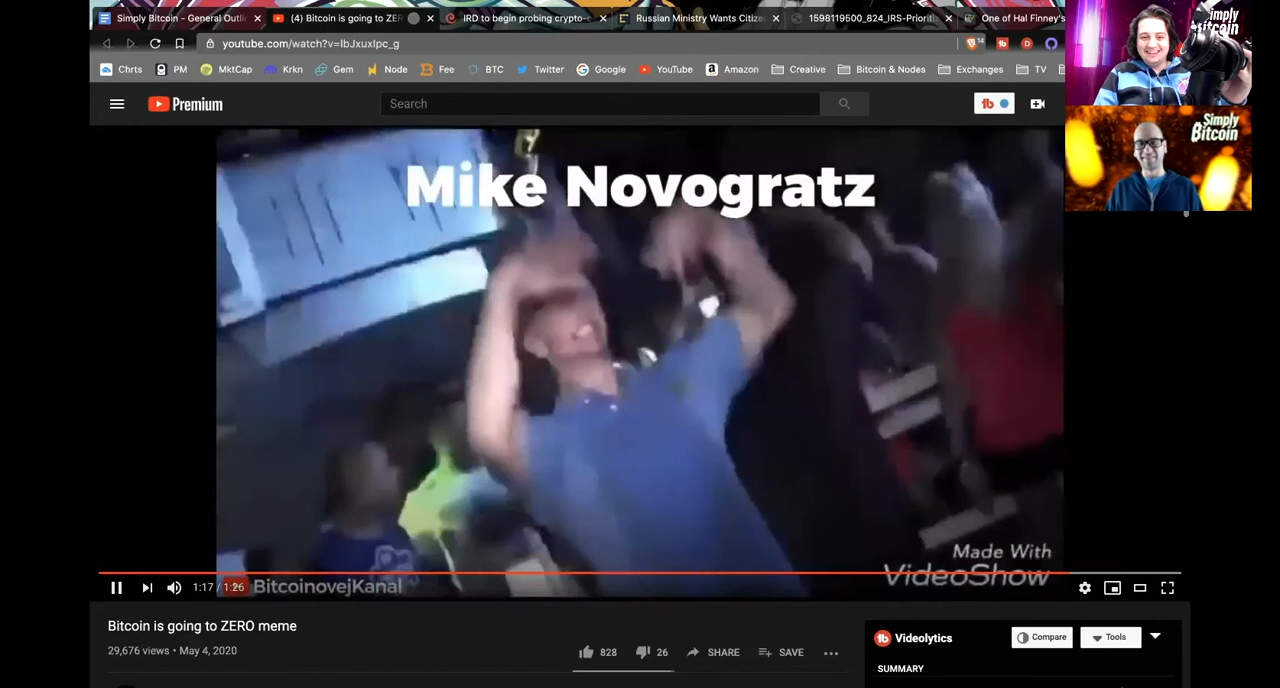 Simply Bitcoin - General Outli
(4) Bitcoin is going to ZER
IRD to begin probing crypto-c
Russian Ministry Wants Citize
1598119500_824_IRS-Prioriti
One of Hal Finney's
youtube.com/watch?v=IbJxuxIpc_g
14
Chrts
PM
MktCap
Krkn
Gem
Node
Fee
BTC
Twitter
Google
YouTube
Amazon
Creative
Bitcoin & Nodes
Exchanges
TV
Premium
Search
Simply
Bitcoin
Simply
Bitcoin
Mike Novogratz
Made With
VideoShow
1:17 / 1:26
BitcoinovejKanal
Bitcoin is going to ZERO meme
29,676 views • May 4, 2020
828
26
SHARE
SAVE
Videolytics
Compare
Tools
SUMMARY